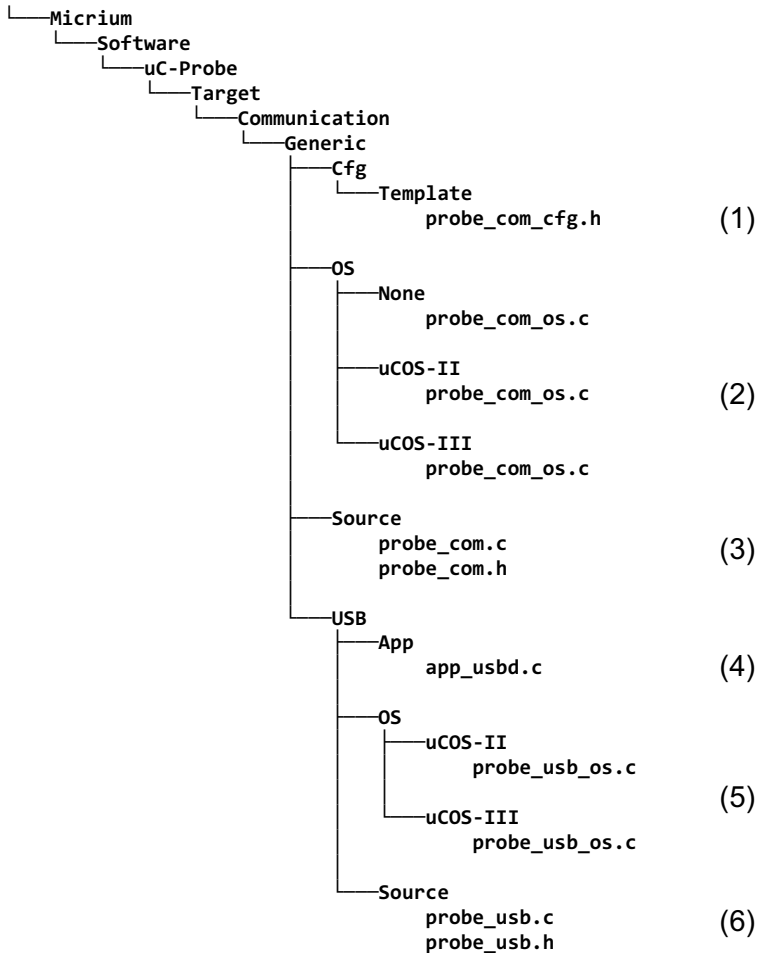 └───Micrium
└───Software
└───uC-Probe
└───Target
└───Communication
└───Generic
├───Cfg
└───Template
probe_com_cfg.h (1)
├───OS
├───None
probe_com_os.c
├───uCOS-II
probe_com_os.c (2)
└───uCOS-III
probe_com_os.c
├───Source
probe_com.c (3)
probe_com.h
└───USB
├───App
app_usbd.c (4)
├───OS
├───uCOS-II
probe_usb_os.c
(5)
└───uCOS-III
probe_usb_os.c
└───Source
probe_usb.c (6)
probe_usb.h